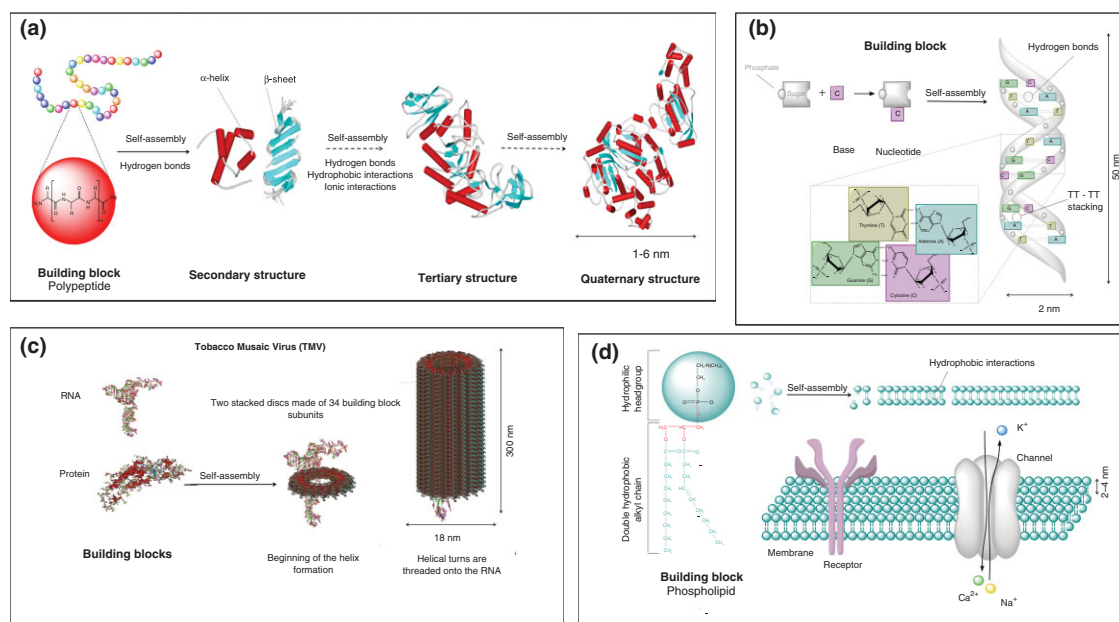 (a)
α-helix
β-sheet
Self-assembly
Hydrogen bonds
Self-assembly
Hydrogen bonds
Hydrophobic interactions
Ionic interactions
Self-assembly
1-6 nm
Building block
Polypeptide
Secondary structure
Tertiary structure
Quaternary structure
(b)
Building block
Hydrogen bonds
Phosphate
Sugar
+
C
C
Self-assembly
Base
Nucleotide
G
C
T
A
A
T
G
C
C
G
G
C
T
A
T
A
50 nm
TT - TT
stacking
Thymine (T)
Adenine (A)
Guanine (G)
Cytosine (C)
2 nm
(c)
Tobacco Musaic Virus (TMV)
RNA
Two stacked discs made of 34 building block
subunits
Protein
Self-assembly
300 nm
18 nm
Building blocks
Beginning of the helix
formation
Helical turns are
threaded onto the RNA
(d)
Hydrophilic
headgroup
Double hydrophobic
alkyl chain
Self-assembly
Hydrophobic interactions
K⁺
Channel
2–4 nm
Membrane
Receptor
Building block
Phospholipid
Ca²⁺
Na⁺